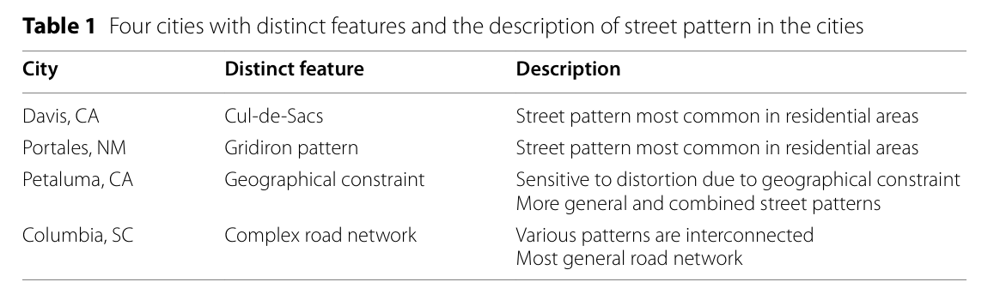 Table 1 Four cities with distinct features and the description of street pattern in the cities
City Distinct feature Description
Davis, CA Cul-de-Sacs Street pattern most common in residential areas
Portales, NM Gridiron pattern Street pattern most common in residential areas
Petaluma, CA Geographical constraint Sensitive to distortion due to geographical constraint
More general and combined street patterns
Columbia, SC Complex road network Various patterns are interconnected
Most general road network